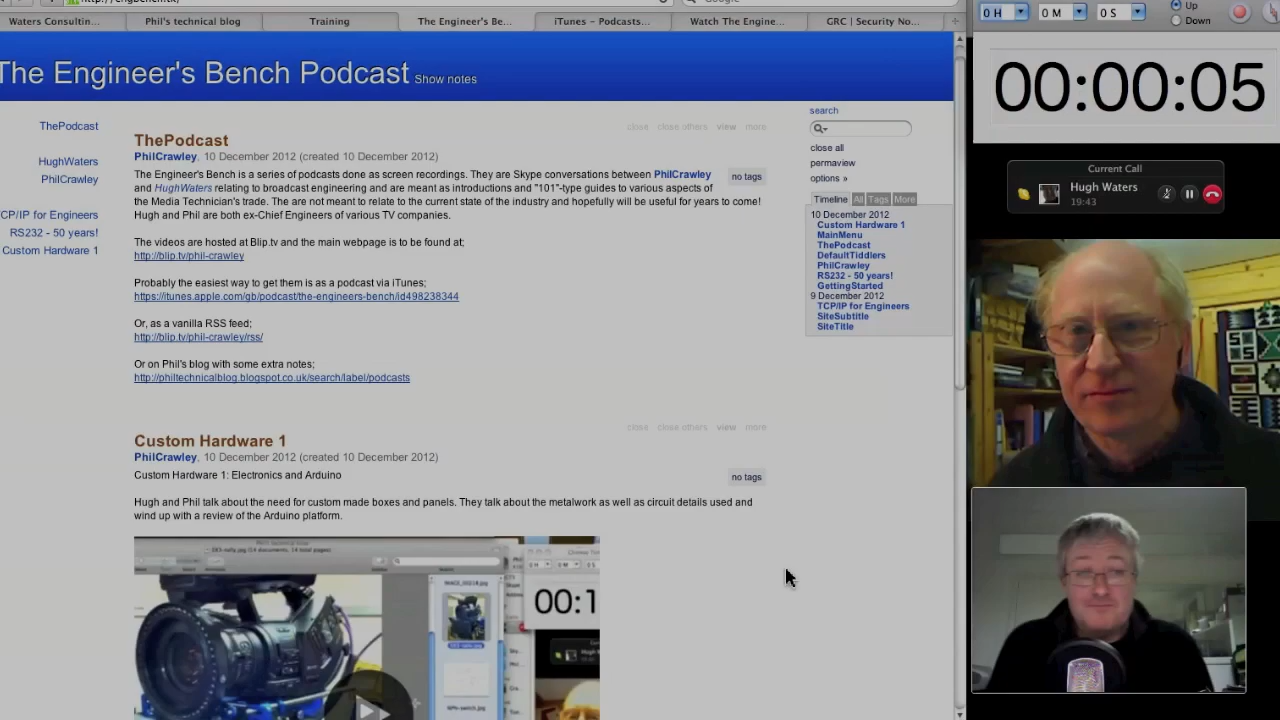 Waters Consultin...
Phil's technical blog
Training
The Engineer's Be...
iTunes - Podcasts...
Watch The Engine...
GRC | Security No...
0 H
0 M
0 S
Up
Down
00:00:05
The Engineer's Bench Podcast Show notes
ThePodcast
HughWaters
PhilCrawley
CP/IP for Engineers
RS232 - 50 years!
Custom Hardware 1
ThePodcast
close close others view more
PhilCrawley, 10 December 2012 (created 10 December 2012)
no tags
The Engineer's Bench is a series of podcasts done as screen recordings. They are Skype conversations between PhilCrawley
and HughWaters relating to broadcast engineering and are meant as introductions and "101"-type guides to various aspects of
the Media Technician's trade. The are not meant to relate to the current state of the industry and hopefully will be useful for years to come!
Hugh and Phil are both ex-Chief Engineers of various TV companies.
The videos are hosted at Blip.tv and the main webpage is to be found at;
http://blip.tv/phil-crawley
Probably the easiest way to get them is as a podcast via iTunes;
https://itunes.apple.com/gb/podcast/the-engineers-bench/id498238344
Or, as a vanilla RSS feed;
http://blip.tv/phil-crawley/rss/
Or on Phil's blog with some extra notes;
http://philtechnicalblog.blogspot.co.uk/search/label/podcasts
Custom Hardware 1
close close others view more
PhilCrawley, 10 December 2012 (created 10 December 2012)
no tags
Custom Hardware 1: Electronics and Arduino
Hugh and Phil talk about the need for custom made boxes and panels. They talk about the metalwork as well as circuit details used and
wind up with a review of the Arduino platform.
00:1
search
close all
permaview
options »
Timeline All Tags More
10 December 2012
Custom Hardware 1
MainMenu
ThePodcast
DefaultTiddlers
PhilCrawley
RS232 - 50 years!
GettingStarted
9 December 2012
TCP/IP for Engineers
SiteSubtitle
SiteTitle
Current Call
Hugh Waters
19:43